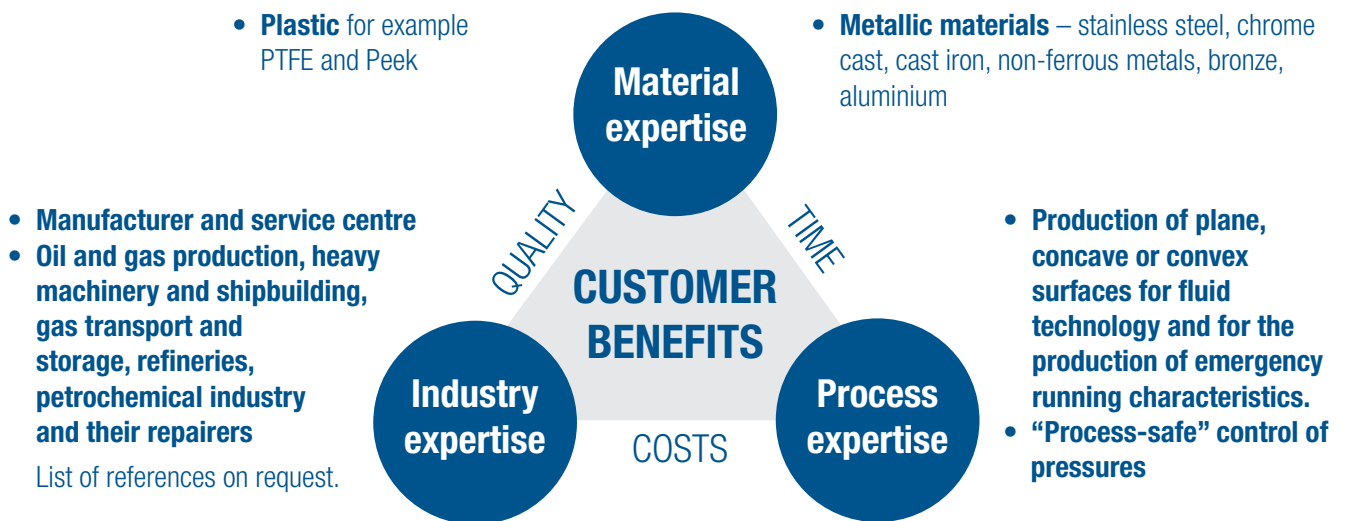 • Plastic for example
PTFE and Peek
• Metallic materials – stainless steel, chrome
cast, cast iron, non-ferrous metals, bronze,
aluminium
Material
expertise
• Manufacturer and service centre
• Oil and gas production, heavy
machinery and shipbuilding,
gas transport and
storage, refineries,
petrochemical industry
and their repairers
List of references on request.
QUALITY
TIME
CUSTOMER
BENEFITS
COSTS
Industry
expertise
Process
expertise
• Production of plane,
concave or convex
surfaces for fluid
technology and for the
production of emergency
running characteristics.
• “Process-safe” control of
pressures